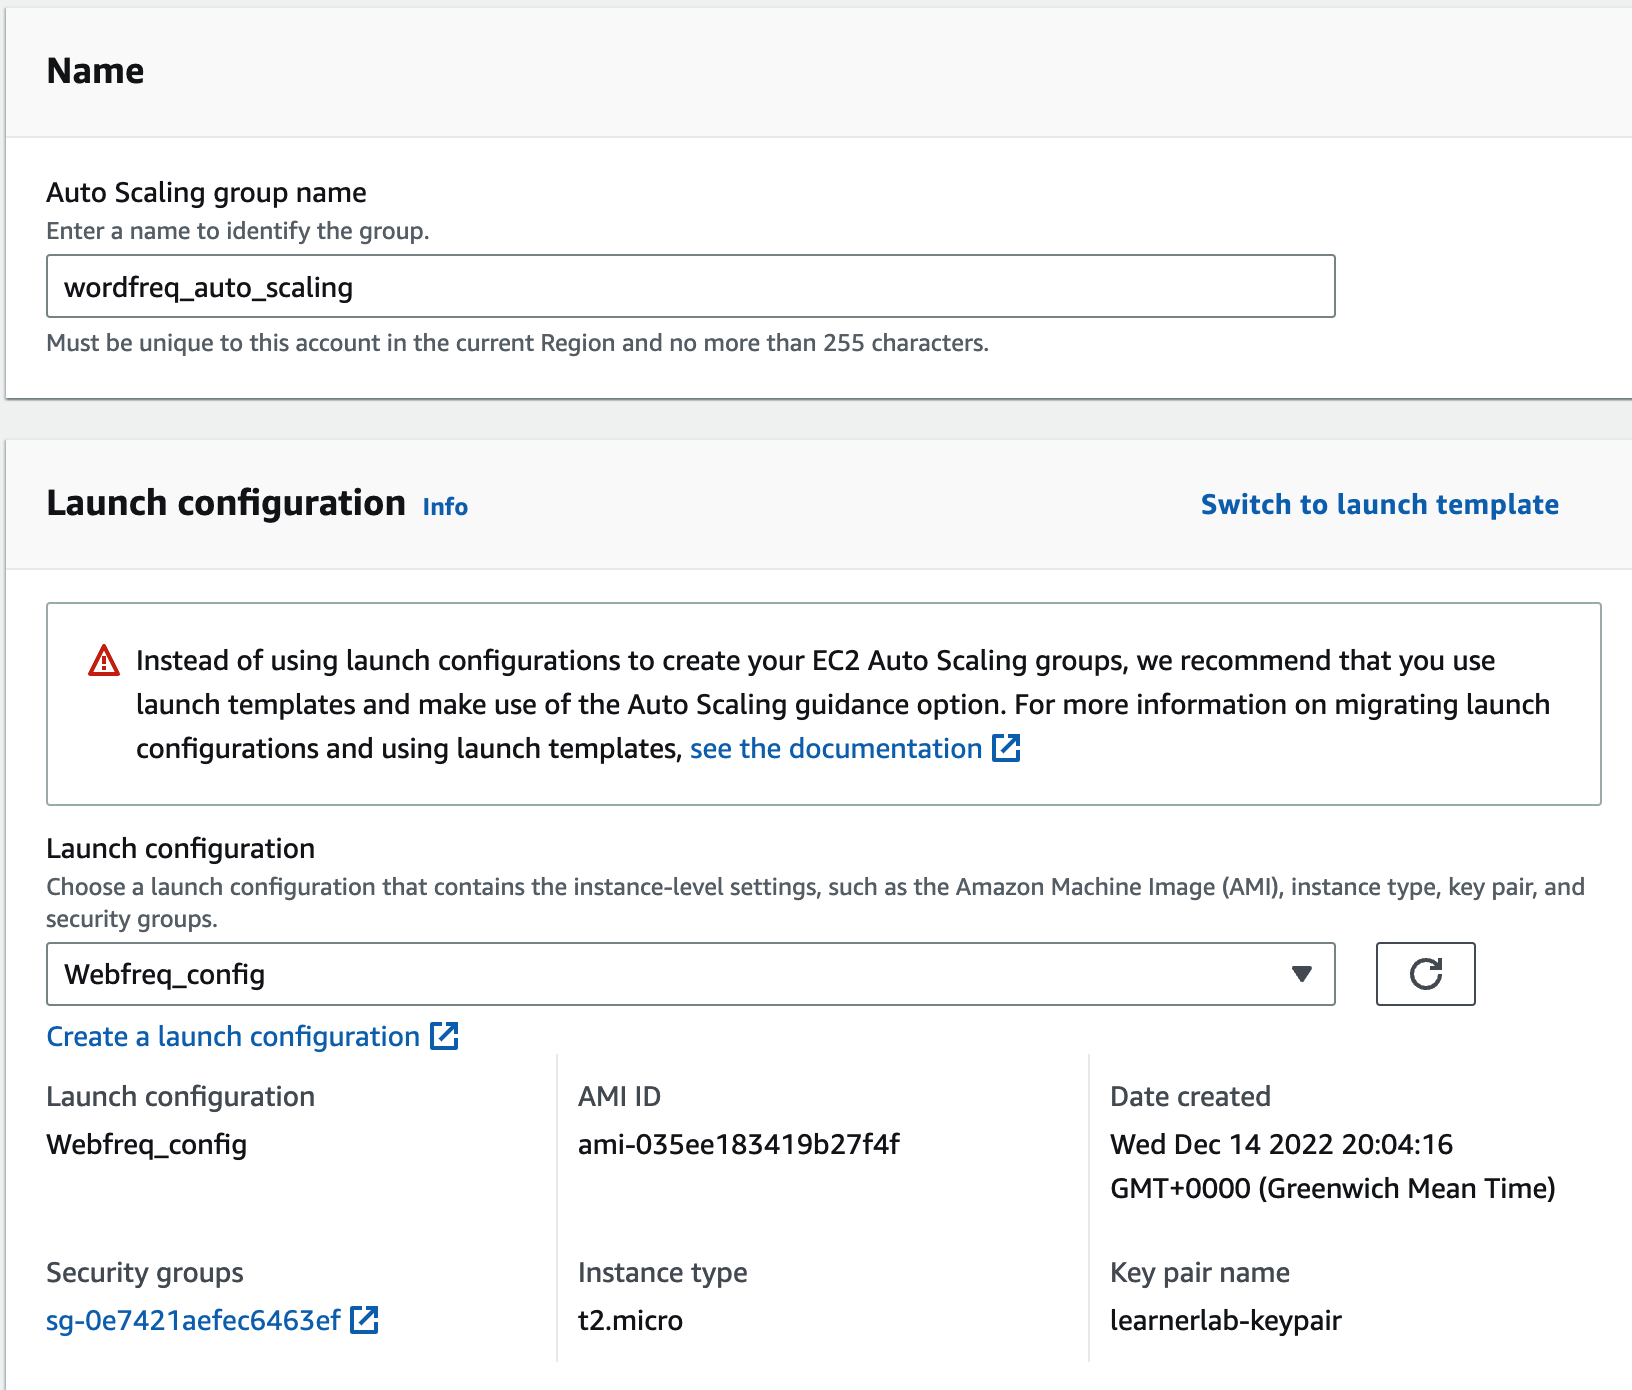 Name
Auto Scaling group name
Enter a name to identify the group.
wordfreq_auto_scaling
Must be unique to this account in the current Region and no more than 255 characters.
Launch configuration Info
Switch to launch template
Instead of using launch configurations to create your EC2 Auto Scaling groups, we recommend that you use
launch templates and make use of the Auto Scaling guidance option. For more information on migrating launch
configurations and using launch templates, see the documentation
Launch configuration
Choose a launch configuration that contains the instance-level settings, such as the Amazon Machine Image (AMI), instance type, key pair, and
security groups.
Webfreq_config
Create a launch configuration
Launch configuration
Webfreq_config
AMI ID
ami-035ee183419b27f4f
Date created
Wed Dec 14 2022 20:04:16
GMT+0000 (Greenwich Mean Time)
Security groups
sg-0e7421aefec6463ef
Instance type
t2.micro
Key pair name
learnerlab-keypair